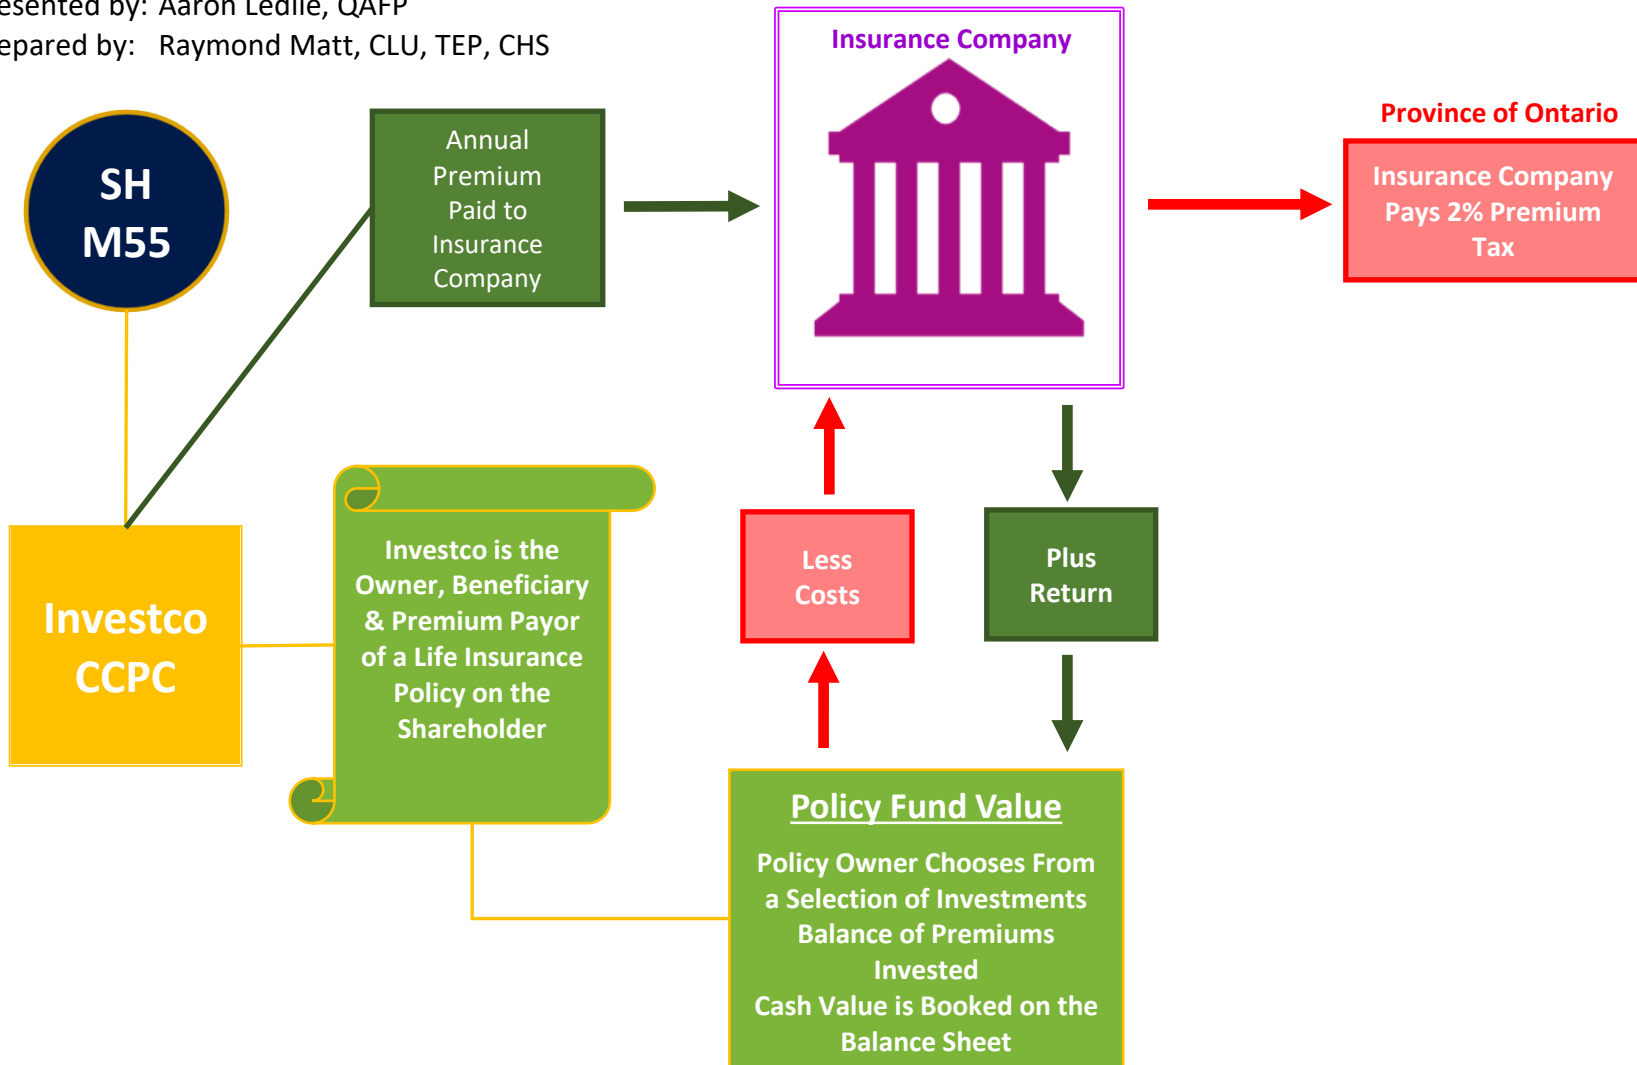 esented by: Aaron Ledlie, QAFP
epared by: Raymond Matt, CLU, TEP, CHS
Insurance Company
Province of Ontario
Insurance Company
Pays 2% Premium
Tax
SH
M55
Annual
Premium
Paid to
Insurance
Company
Investco
CCPC
Investco is the
Owner, Beneficiary
& Premium Payor
of a Life Insurance
Policy on the
Shareholder
Less
Costs
Plus
Return
Policy Fund Value
Policy Owner Chooses From
a Selection of Investments
Balance of Premiums
Invested
Cash Value is Booked on the
Balance Sheet